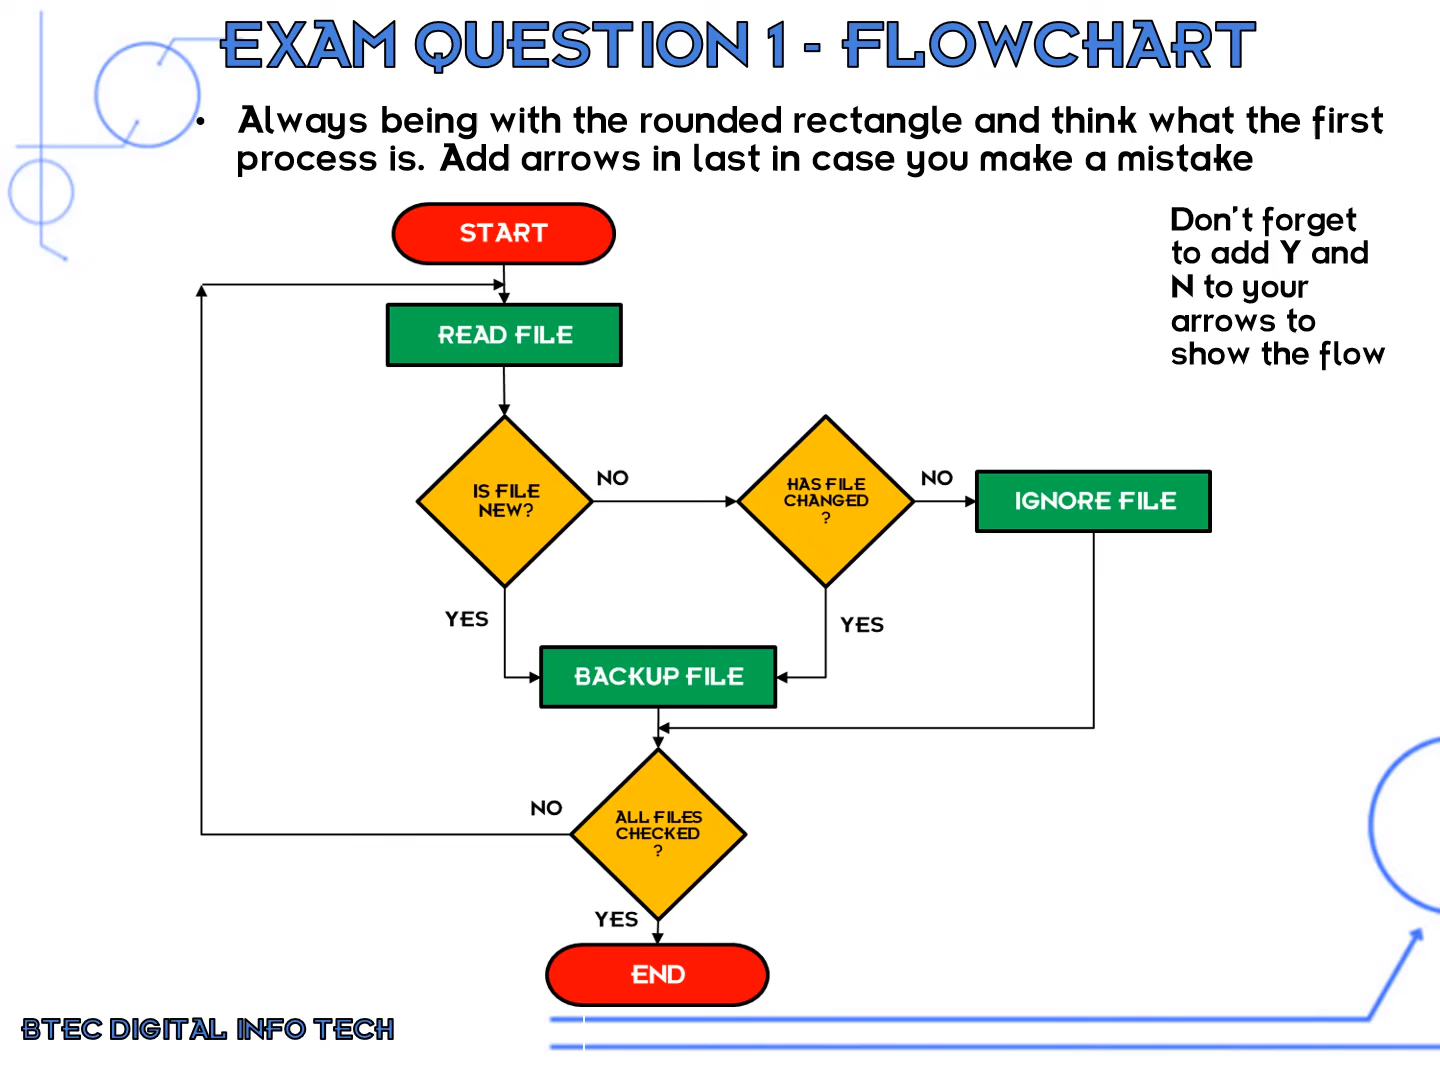 EXAM QUESTION 1 - FLOWCHART
• Always being with the rounded rectangle and think what the first
process is. Add arrows in last in case you make a mistake
Don't forget
to add Y and
N to your
arrows to
show the flow
START
READ FILE
IS FILE
NEW?
NO
HAS FILE
CHANGED
?
NO
IGNORE FILE
YES
YES
BACKUP FILE
NO
ALL FILES
CHECKED
?
YES
END
BTEC DIGITAL INFO TECH